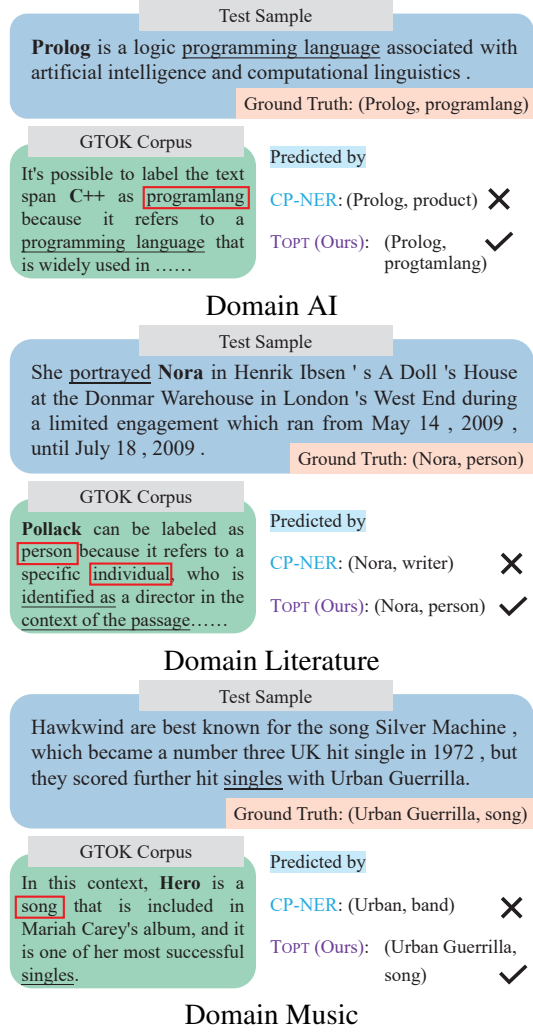 Test Sample
Prolog is a logic programming language associated with
artificial intelligence and computational linguistics .
Ground Truth: (Prolog, programlang)
GTOK Corpus
It's possible to label the text
span C++ as programlang
because it refers to a
programming language that
is widely used in ……
Predicted by
CP-NER: (Prolog, product)
TOPT (Ours): (Prolog,
progtamlang)
Domain AI
Test Sample
She portrayed Nora in Henrik Ibsen ' s A Doll 's House
at the Donmar Warehouse in London 's West End during
a limited engagement which ran from May 14 , 2009 ,
until July 18 , 2009 .
Ground Truth: (Nora, person)
GTOK Corpus
Pollack can be labeled as
person because it refers to a
specific individual, who is
identified as a director in the
context of the passage……
Predicted by
CP-NER: (Nora, writer)
TOPT (Ours): (Nora, person)
Domain Literature
Test Sample
Hawkwind are best known for the song Silver Machine ,
which became a number three UK hit single in 1972 , but
they scored further hit singles with Urban Guerrilla.
Ground Truth: (Urban Guerrilla, song)
GTOK Corpus
In this context, Hero is a
song that is included in
Mariah Carey's album, and it
is one of her most successful
singles.
Predicted by
CP-NER: (Urban, band)
TOPT (Ours): (Urban Guerrilla,
song)
Domain Music